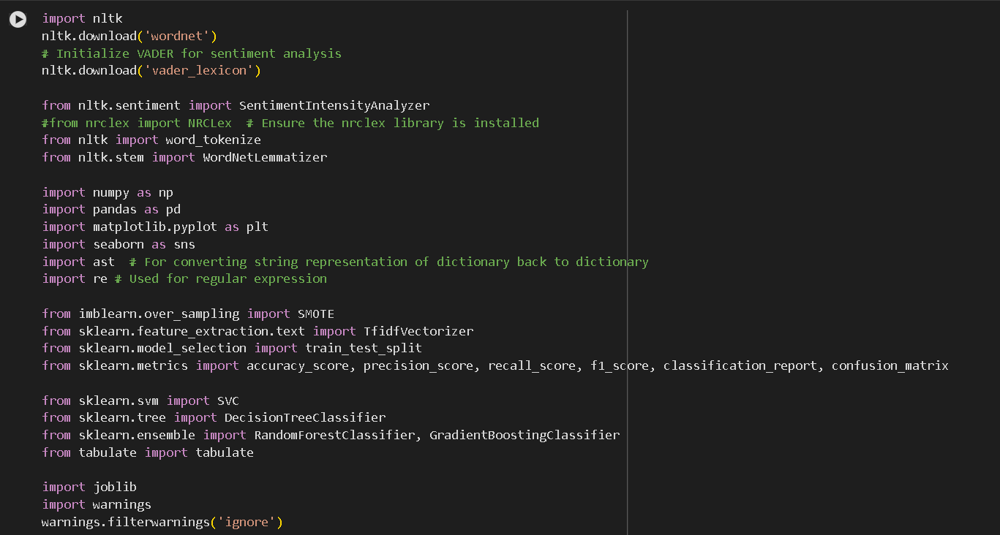 import nltk
nltk.download('wordnet')
# Initialize VADER for sentiment analysis
nltk.download('vader_lexicon')

from nltk.sentiment import SentimentIntensityAnalyzer
#from nrclex import NRCLex  # Ensure the nrclex library is installed
from nltk import word_tokenize
from nltk.stem import WordNetLemmatizer

import numpy as np
import pandas as pd
import matplotlib.pyplot as plt
import seaborn as sns
import ast  # For converting string representation of dictionary back to dictionary
import re # Used for regular expression

from imblearn.over_sampling import SMOTE
from sklearn.feature_extraction.text import TfidfVectorizer
from sklearn.model_selection import train_test_split
from sklearn.metrics import accuracy_score, precision_score, recall_score, f1_score, classification_report, confusion_matrix

from sklearn.svm import SVC
from sklearn.tree import DecisionTreeClassifier
from sklearn.ensemble import RandomForestClassifier, GradientBoostingClassifier
from tabulate import tabulate

import joblib
import warnings
warnings.filterwarnings('ignore')